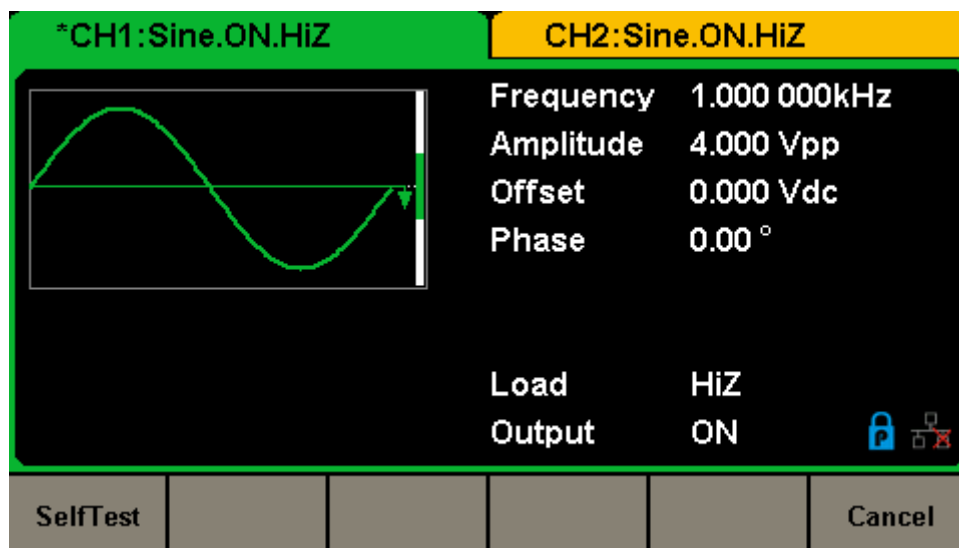 *CH1:Sine.ON.HiZ
CH2:Sine.ON.HiZ
Frequency 1.000 000kHz
Amplitude 4.000 Vpp
Offset 0.000 Vdc
Phase 0.00 °
Load HiZ
Output ON
P
SelfTest
Cancel